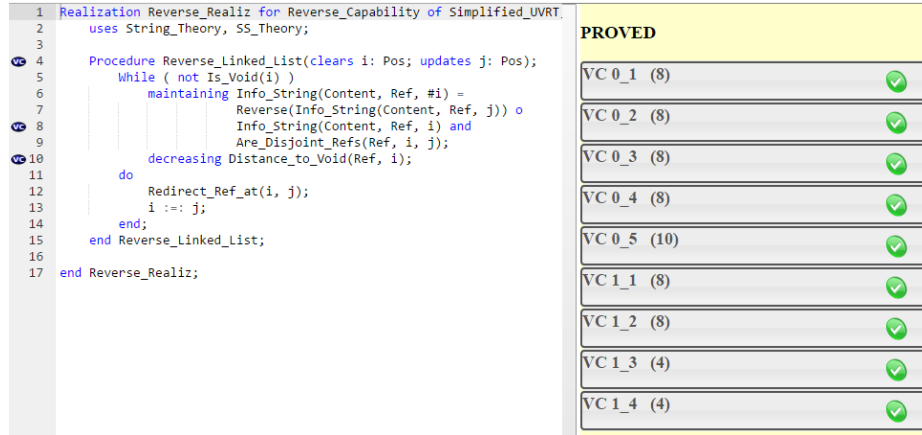 1 Realization Reverse_Realiz for Reverse_Capability of Simplified_UVRT_
2 uses String_Theory, SS_Theory;
3
VC 4 Procedure Reverse_Linked_List(clears i: Pos; updates j: Pos);
5 While ( not Is_Void(i) )
6 maintaining Info_String(Content, Ref, #i) =
7 Reverse(Info_String(Content, Ref, j)) o
VC 8 Info_String(Content, Ref, i) and
9 Are_Disjoint_Refs(Ref, i, j);
VC 10 decreasing Distance_to_Void(Ref, i);
11 do
12 Redirect_Ref_at(i, j);
13 i :=: j;
14 end;
15 end Reverse_Linked_List;
16
17 end Reverse_Realiz;
PROVED
VC 0_1 (8)
VC 0_2 (8)
VC 0_3 (8)
VC 0_4 (8)
VC 0_5 (10)
VC 1_1 (8)
VC 1_2 (8)
VC 1_3 (4)
VC 1_4 (4)